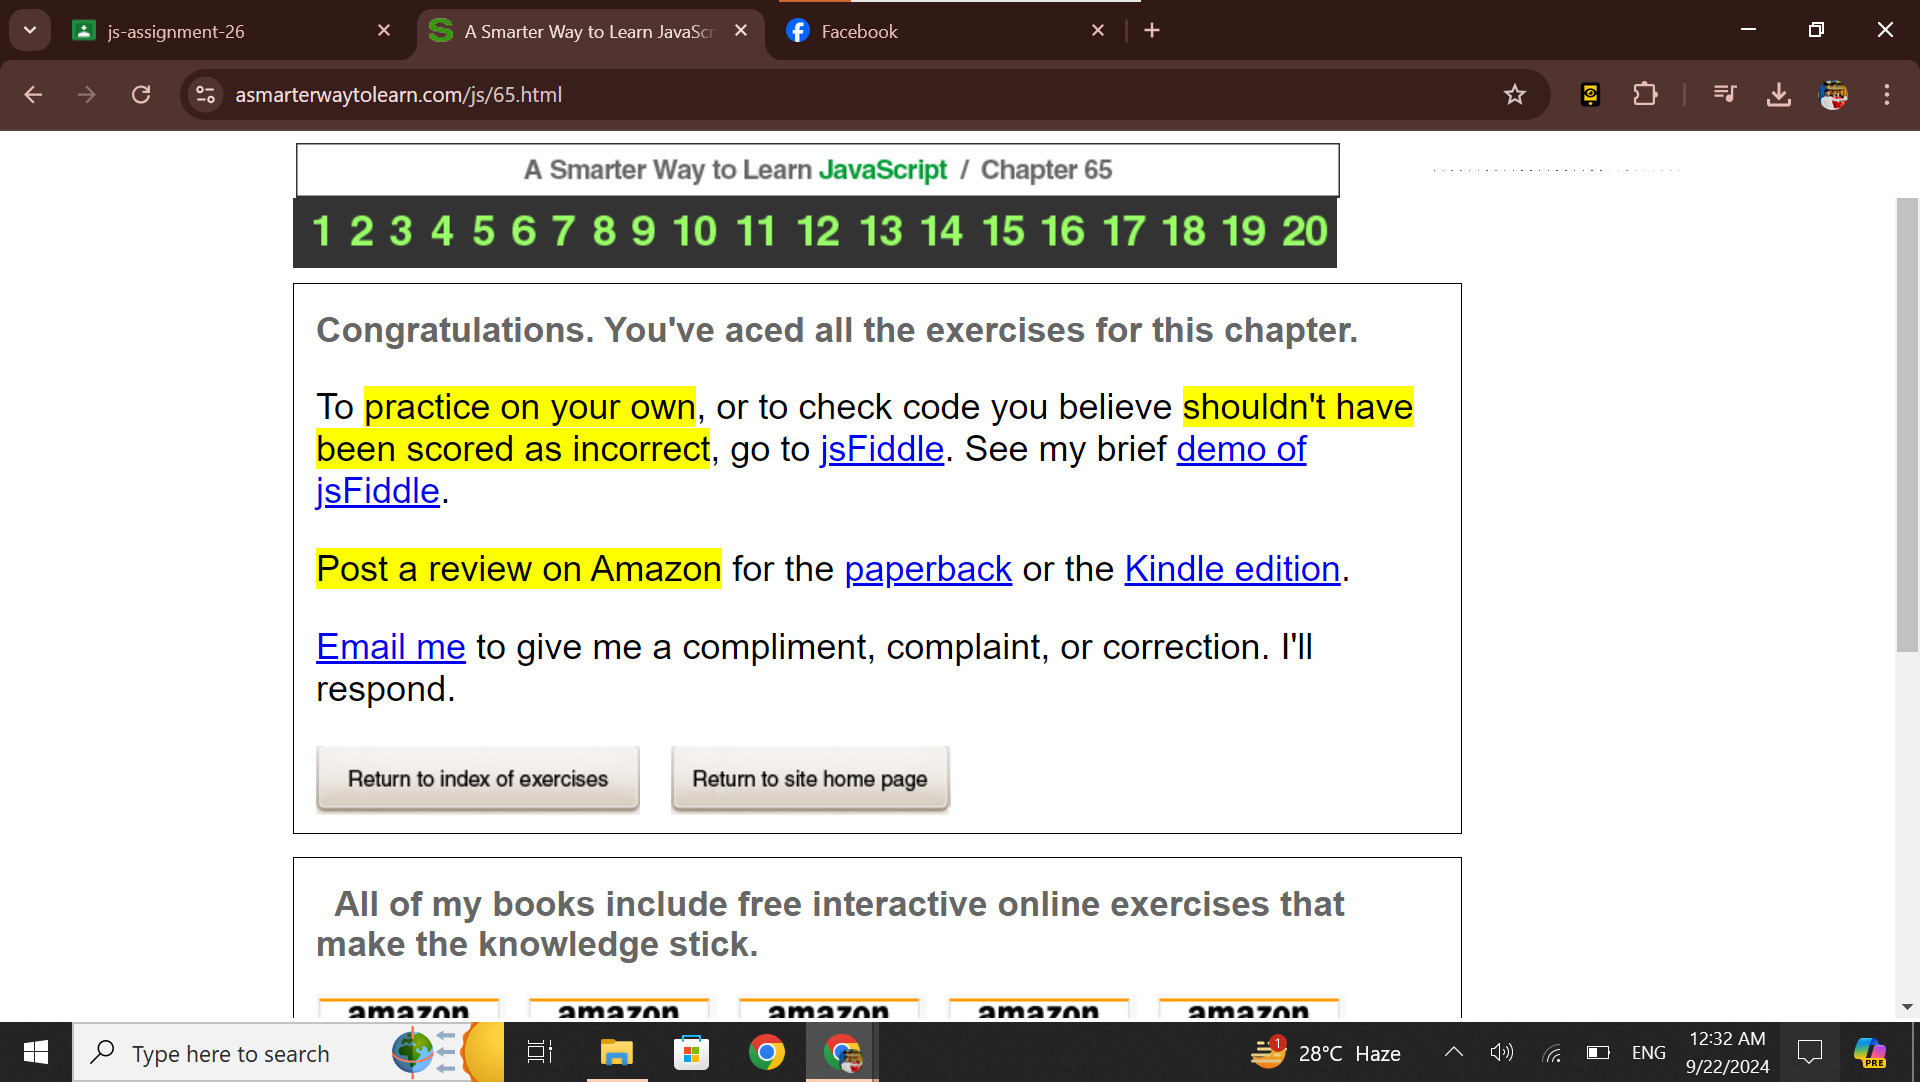 js-assignment-26
A Smarter Way to Learn JavaScr
Facebook
asmarterwaytolearn.com/js/65.html
A Smarter Way to Learn JavaScript / Chapter 65
1 2 3 4 5 6 7 8 9 10 11 12 13 14 15 16 17 18 19 20
Congratulations. You've aced all the exercises for this chapter.
To practice on your own, or to check code you believe shouldn't have
been scored as incorrect, go to jsFiddle. See my brief demo of
jsFiddle.
Post a review on Amazon for the paperback or the Kindle edition.
Email me to give me a compliment, complaint, or correction. I'll
respond.
Return to index of exercises
Return to site home page
All of my books include free interactive online exercises that
make the knowledge stick.
amazon amazon amazon amazon amazon
Type here to search
1
28°C Haze
ENG
12:32 AM
9/22/2024
PRE